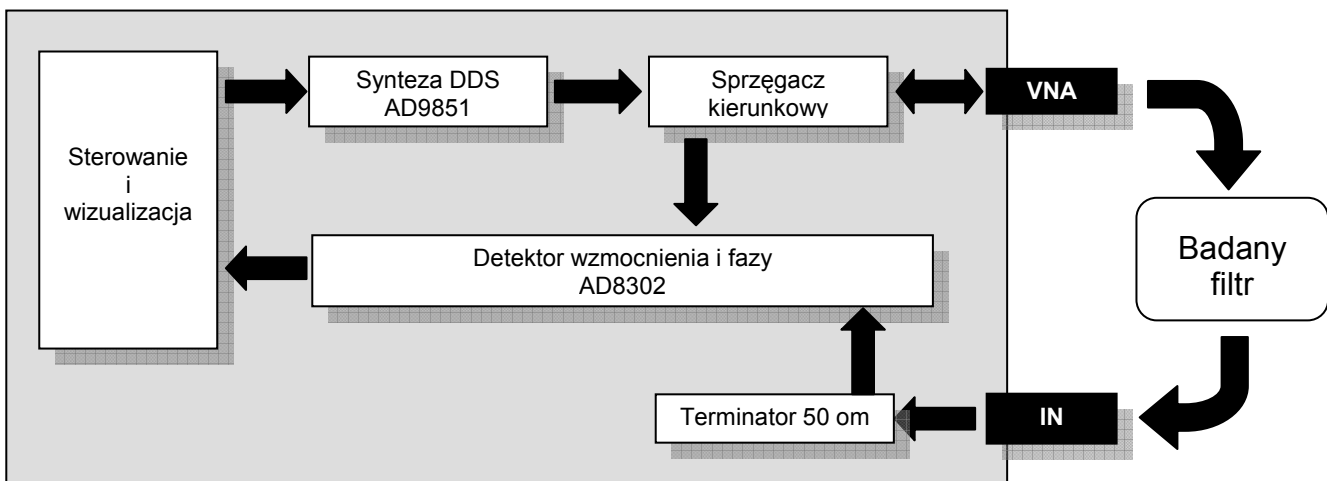 Sterowanie
i
wizualizacja
Synteza DDS
AD9851
Sprzęgacz
kierunkowy
VNA
Detektor wzmocnienia i fazy
AD8302
Badany
filtr
Terminator 50 om
IN